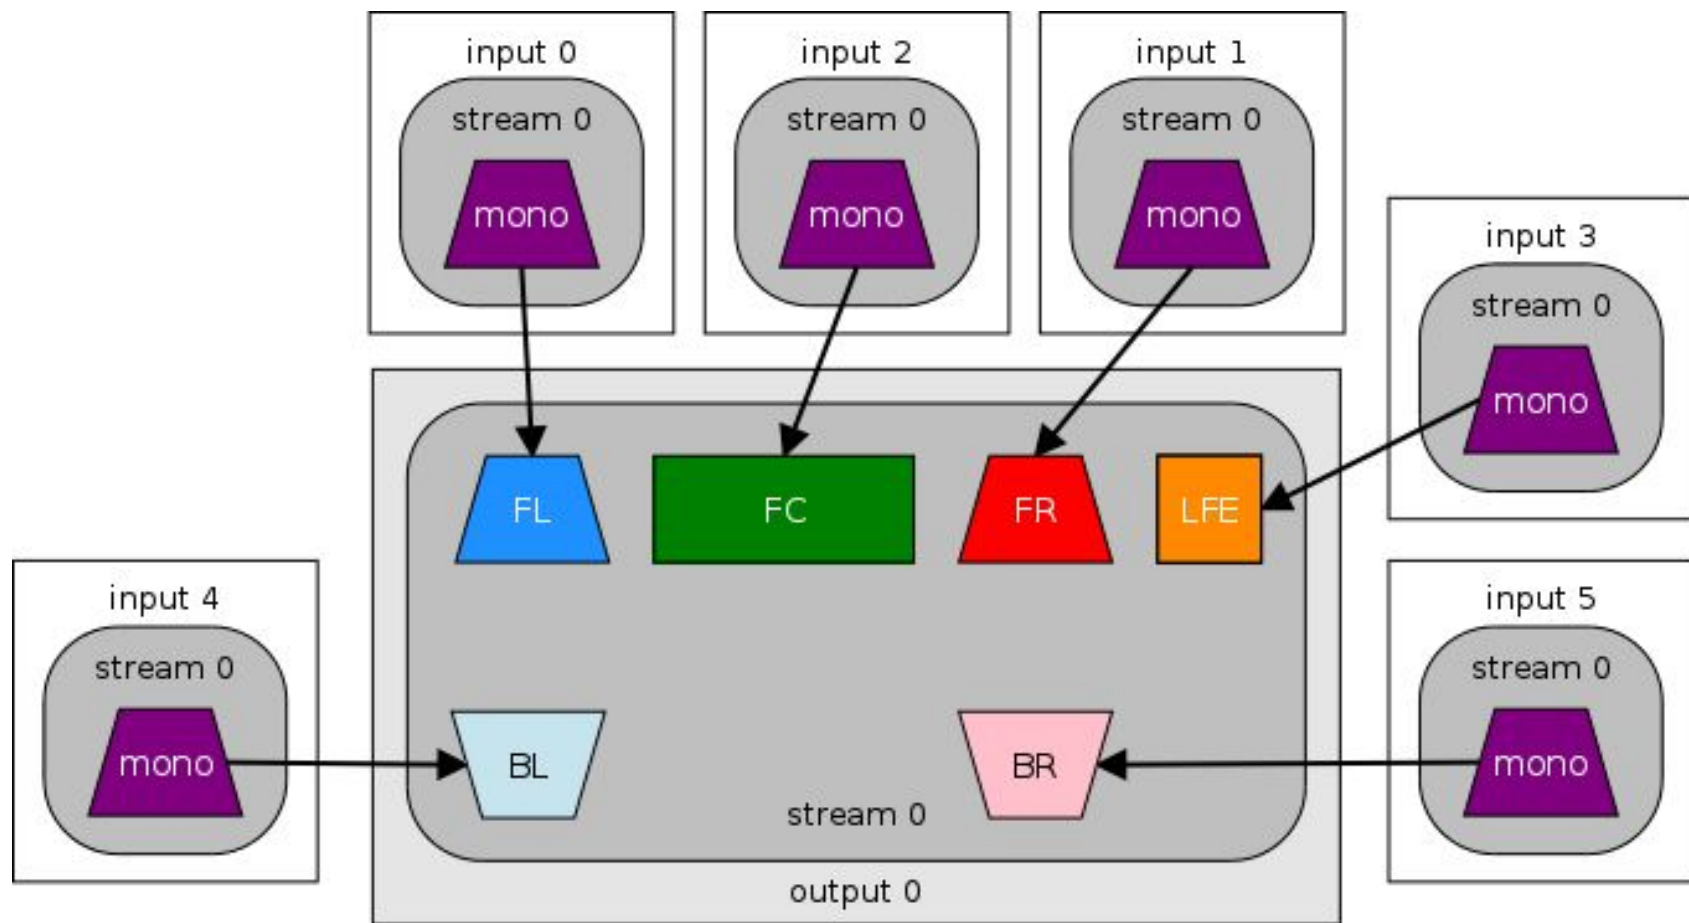 input 0
stream 0
mono
input 2
stream 0
mono
input 1
stream 0
mono
input 3
stream 0
mono
FL
FC
FR
LFE
input 4
stream 0
mono
input 5
stream 0
mono
BL
BR
stream 0
output 0